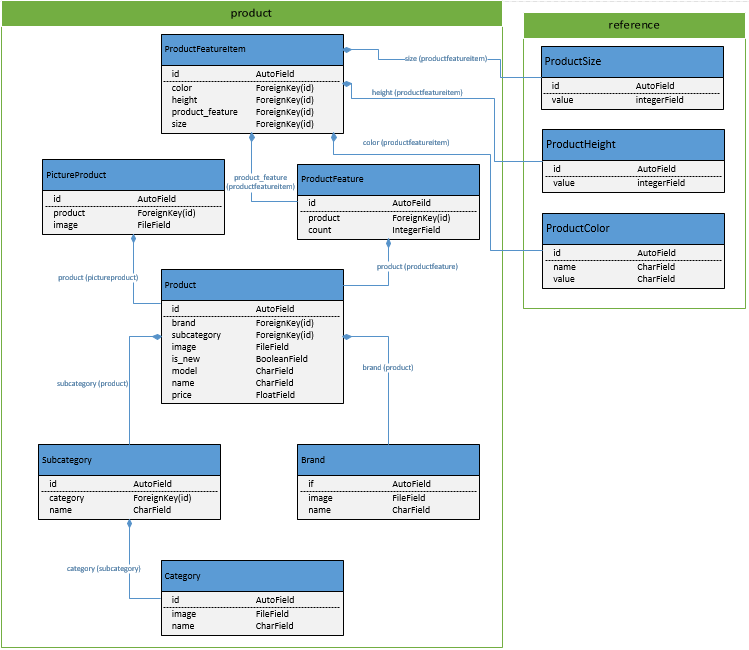 product
reference
ProductFeatureItem
id AutoField
color ForeignKey(id)
height ForeignKey(id)
product_feature ForeignKey(id)
size ForeignKey(id)
size (productfeatureitem)
height (productfeatureitem)
color (productfeatureItem)
product_feature
(productfeatureitem)
ProductSize
id AutoField
value integerField
ProductHeight
id AutoField
value integerfield
ProductColor
id AutoField
name CharField
value CharField
PictureProduct
id AutoField
product ForeignKey(id)
image FileField
ProductFeature
id AutoFeild
product ForeignKey(id)
count IntegerField
product (pictureproduct)
product (productfeature)
Product
id AutoField
brand ForeignKey(id)
subcategory ForeignKey(id)
image FileField
is_new BooleanField
model CharField
name CharField
price FloatField
subcategory (product)
brand (product)
Subcategory
id AutoField
category ForeignKey(id)
name CharField
Brand
if AutoField
image FileField
name CharField
category (subcategory)
Category
id AutoField
image FileField
name CharField